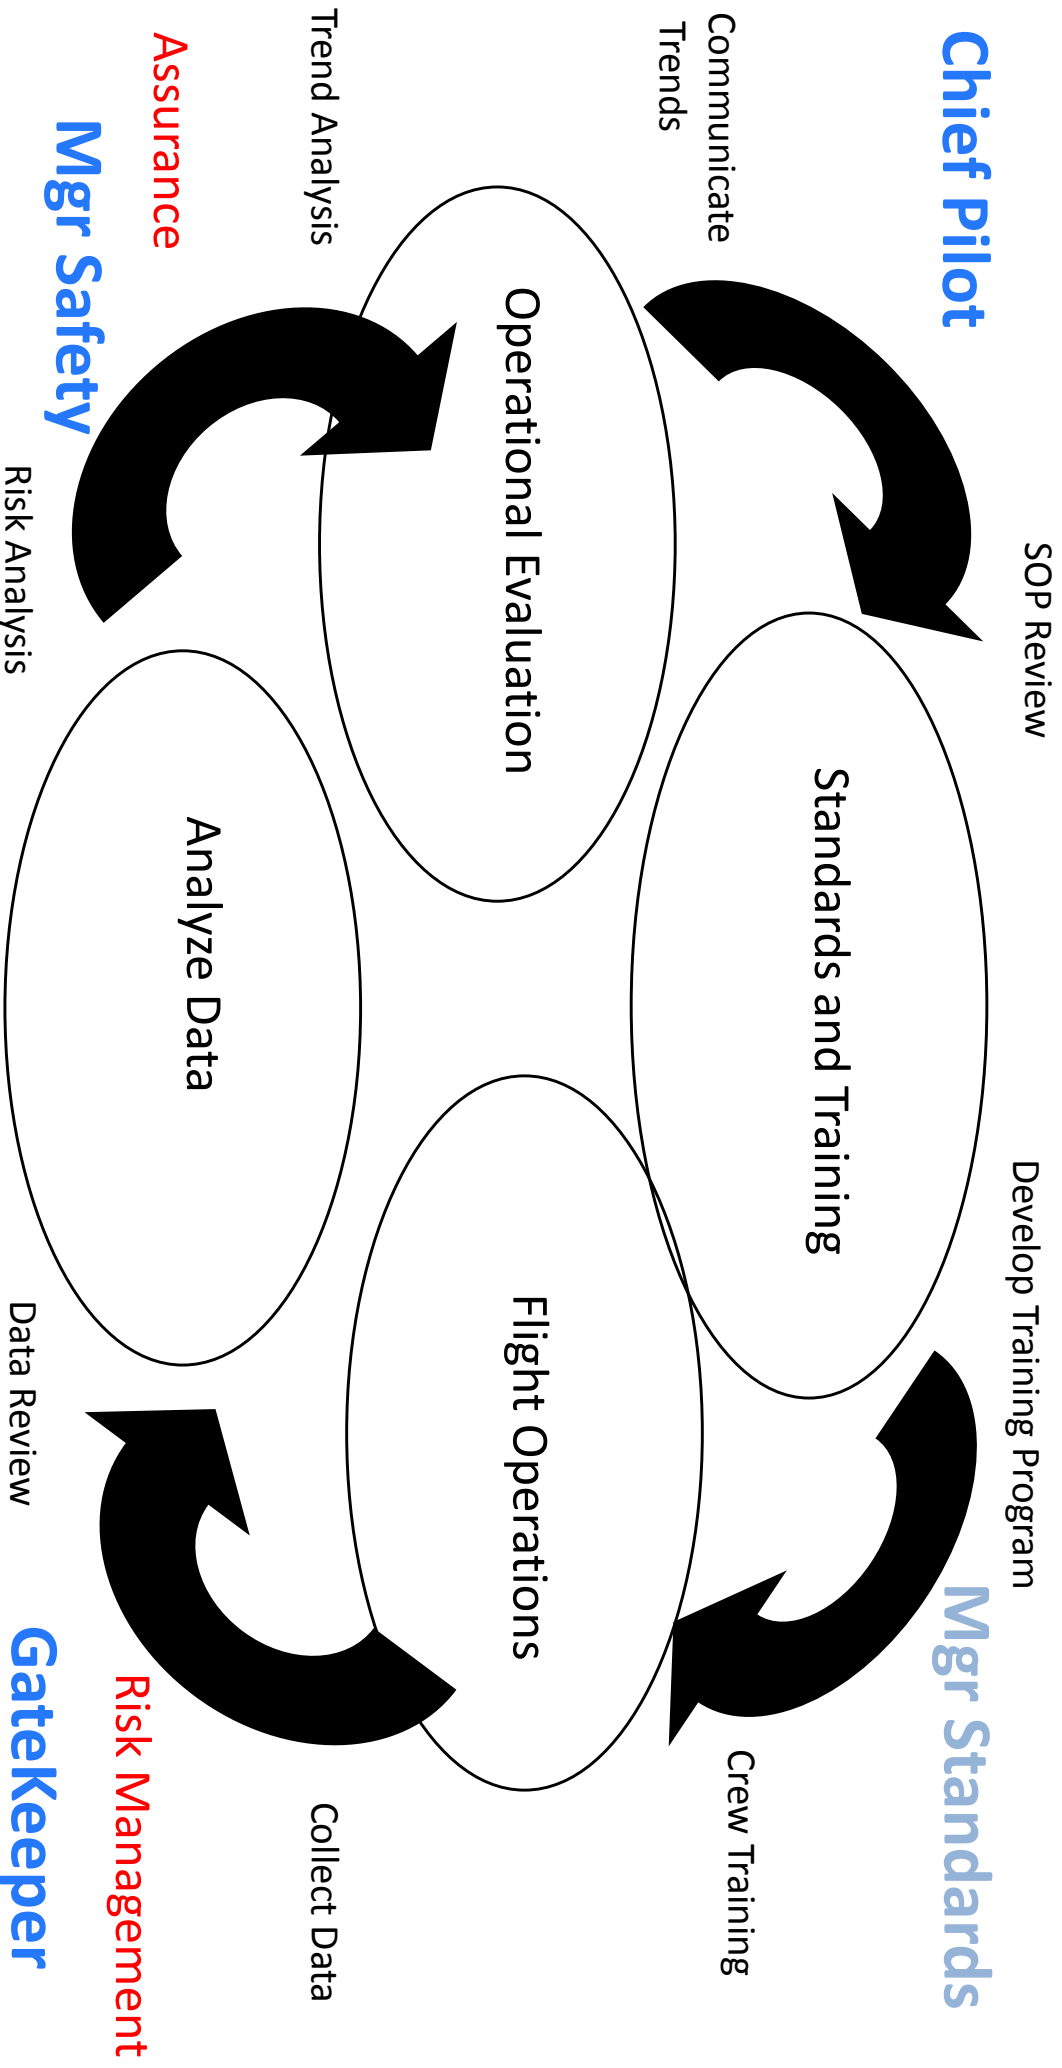 Chief Pilot
SOP Review
Develop Training Program
Mgr Standards
Communicate
Trends
Standards and Training
Crew Training
Operational Evaluation
Flight Operations
Trend Analysis
Collect Data
Assurance
Analyze Data
Risk Management
Mgr Safety
Risk Analysis
Data Review
GateKeeper